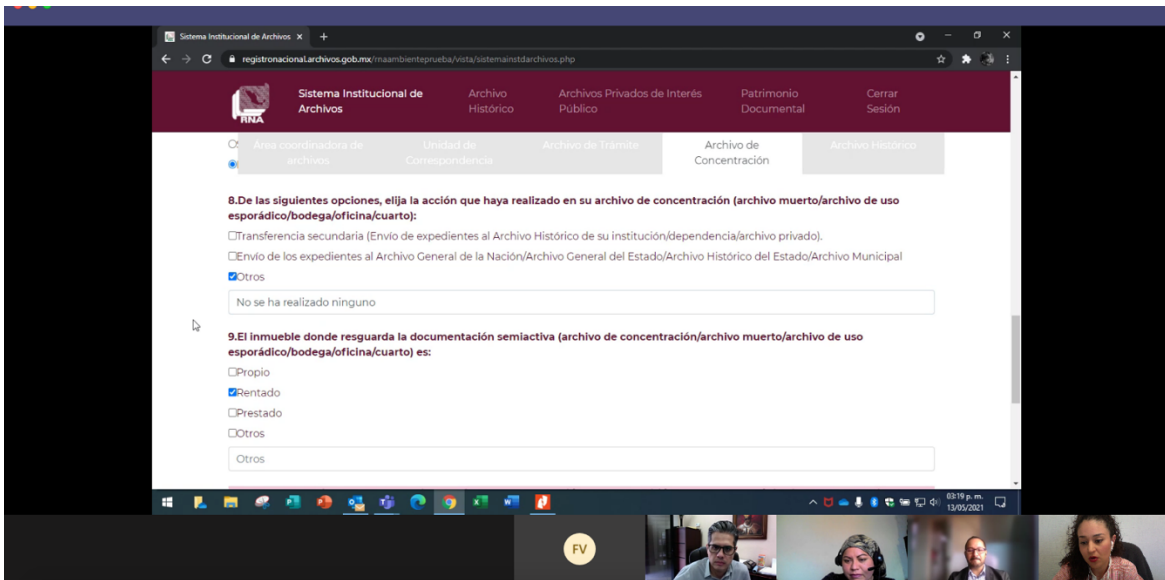 Sistema Institucional de Archivos
registronacional.archivos.gob.mx/rnaambienteprueba/vista/sistemainstdarchivos.php
RNA
Sistema Institucional de
Archivos
Archivo
Histórico
Archivos Privados de Interés
Público
Patrimonio
Documental
Cerrar
Sesión
Área coordinadora de
archivos
Unidad de
Correspondencia
Archivo de Trámite
Archivo de
Concentración
Archivo Histórico
8.De las siguientes opciones, elija la acción que haya realizado en su archivo de concentración (archivo muerto/archivo de uso
esporádico/bodega/oficina/cuarto):
Transferencia secundaria (Envío de expedientes al Archivo Histórico de su institución/dependencia/archivo privado).
Envío de los expedientes al Archivo General de la Nación/Archivo General del Estado/Archivo Histórico del Estado/Archivo Municipal
Otros
No se ha realizado ninguno
9.El inmueble donde resguarda la documentación semiactiva (archivo de concentración/archivo muerto/archivo de uso
esporádico/bodega/oficina/cuarto) es:
Propio
Rentado
Prestado
Otros
Otros
03:19 p. m.
13/05/2021
FV